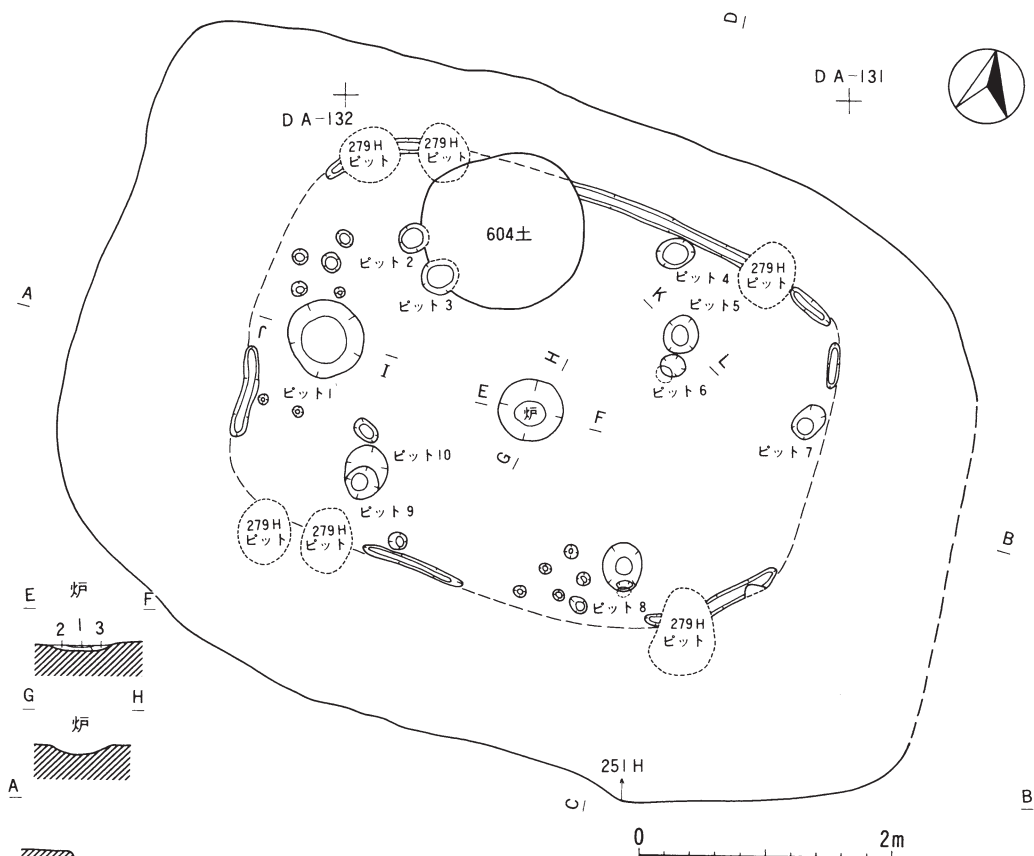 D
DA-131
DA-132
279H
ピット
279H
ピット
604土
ピット2
ピット3
ピット4
279H
ピット
ピット5
K
A
J
I
H
L
ピット6
ピット1
E
炉
F
G
ピット7
ピット10
ピット9
279H
ピット
279H
ピット
B
ピット8
279H
ピット
炉
E F
2 1 3
G H
炉
251H
A
C
B
0 2m